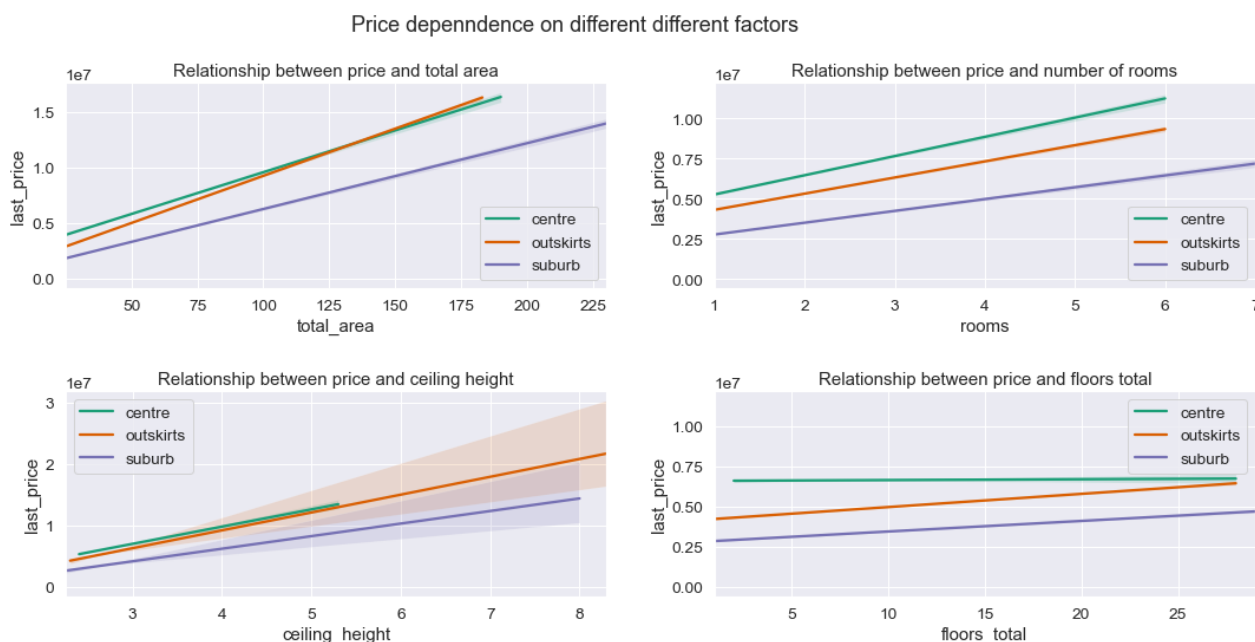 Price depenndence on different different factors
1e7
Relationship between price and total area
last_price
1.5
1.0
0.5
0.0
centre
outskirts
suburb
50
75
100
125
150
175
200
225
total_area
1e7
Relationship between price and number of rooms
last_price
1.00
0.75
0.50
0.25
0.00
centre
outskirts
suburb
1
2
3
4
5
6
7
rooms
1e7
Relationship between price and ceiling height
last_price
3
2
1
0
centre
outskirts
suburb
3
4
5
6
7
8
ceiling_height
1e7
Relationship between price and floors total
last_price
1.00
0.75
0.50
0.25
0.00
centre
outskirts
suburb
5
10
15
20
25
floors_total